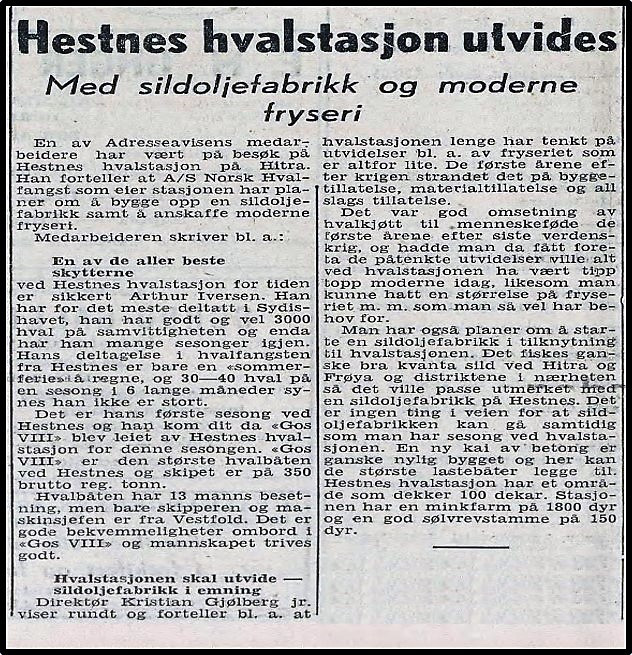 Hestnes hvalstasjon utvides
Med sildoljefabrikk og moderne
fryseri
En av Adresseavisens medar-
beidere har vært på besøk på
Hestnes hvalstasjon på Hitra.
Han forteller at A/S Norsk Hval-
fangst som eier stasjonen har pla-
ner om å bygge opp en sildolje-
fabrikk samt å anskaffe moderne
fryseri.
Medarbeideren skriver bl. a.:
En av de aller beste
skytterne
ved Hestnes hvalstasjon for tiden
er sikkert Arthur Iversen. Han
har for det meste deltatt i Sydis-
havet, han har godt og vel 3000
hval på samvittigheten og enda
har han mange sesonger igjen.
Hans deltagelse i hvalfangsten
fra Hestnes er bare en «sommer-
ferie» å regne, og 30—40 hval på
en sesong i 6 lange måneder sy-
nes han ikke er stort.
Det er hans første sesong ved
Hestnes og han kom dit da «Gos
VIII» blev leiet av Hestnes hval-
stasjon for denne sesongen. «Gos
VIII» er den største hvalbåten
ved Hestnes og skipet er på 350
brutto reg. tonn.
Hvalbåten har 13 manns beset-
ning, men bare skipperen og ma-
skinsjefen er fra Vestfold. Det er
gode bekvemmeligheter ombord i
«Gos VIII» og mannskapet trives
godt.
Hvalstasjonen skal utvide —
sildoljefabrikk i emning
Direktør Kristian Gjølberg jr.
viser rundt og forteller bl. a. at
hvalstasjonen lenge har tenkt på
utvidelser bl. a. av fryseriet som
er altfor lite. De første årene ef-
ter krigen strandet det på bygge-
tillatelse, materialtillatelse og all
slags tillatelse.
Det var god omsetning av
hvalkjøtt til menneskeføde de
første årene efter siste verdens-
krig, og hadde man da fått foreta
de påtenkte utvidelser ville alt
ved hvalstasjonen ha vært tipp
topp moderne idag, likesom man
kunne hatt en størrelse på fryse-
riet m. m. som man så vel har be-
hov for.
Man har også planer om å star-
te en sildoljefabrikk i tilknytning
til hvalstasjonen. Det fiskes gan-
ske bra kvanta sild ved Hitra og
Frøya og distriktene i nærheten
så det ville passe utmerket med
en sildoljefabrikk på Hestnes. Det
er ingen ting i veien for at sild-
oljefabrikken kan gå samtidig
som man har sesong ved hvalsta-
sjonen. En ny kai av betong er
ganske nylig bygget og her kan
de største lastebåter legge til.
Hestnes hvalstasjon har et områ-
de som dekker 100 dekar. Stasjo-
nen har en minkfarm på 1800 dyr
og en god sølvrevstamme på 150
dyr.